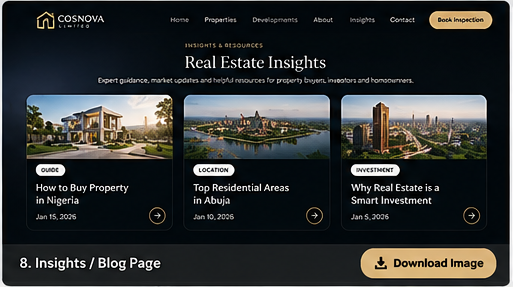 COSNOVA
LIMITED
Home Properties Developments About Insights Contact Book Inspection
INSIGHTS & RESOURCES
Real Estate Insights
Expert guidance, market updates and helpful resources for property buyers, investors and homeowners.
GUIDE
How to Buy Property
in Nigeria
Jan 15, 2026
LOCATION
Top Residential Areas
in Abuja
Jan 10, 2026
INVESTMENT
Why Real Estate is a
Smart Investment
Jan 5, 2026
8. Insights / Blog Page
Download Image